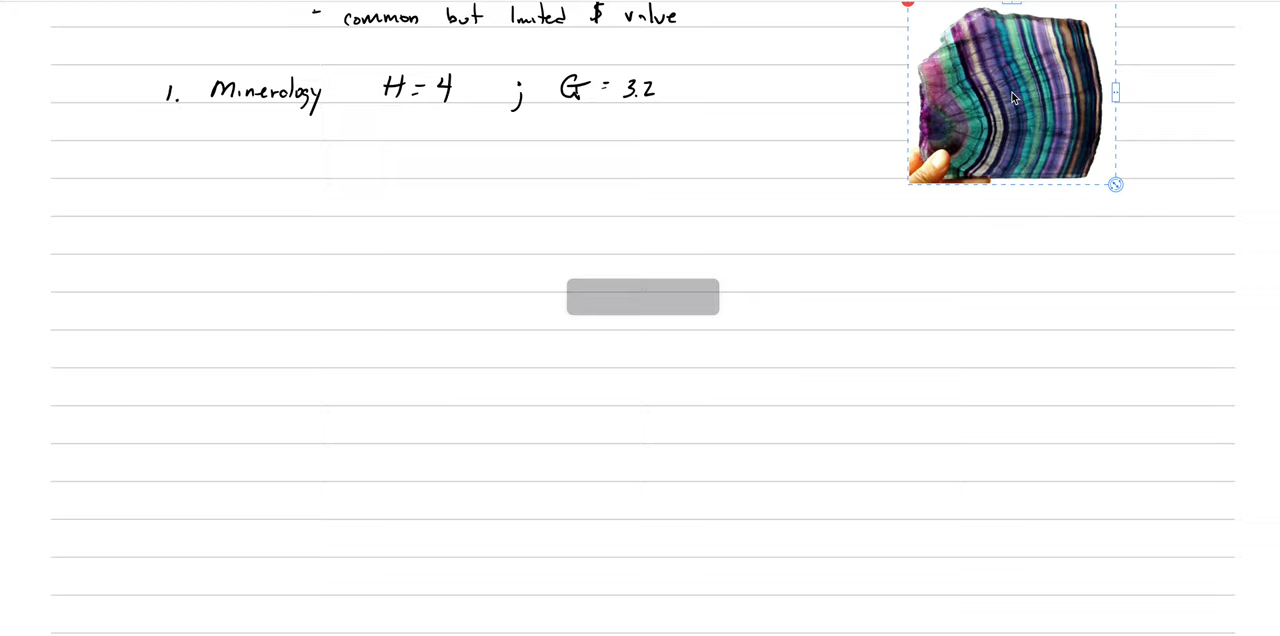 - common but limited $ value
1. Minerology H = 4 ; G = 3.2